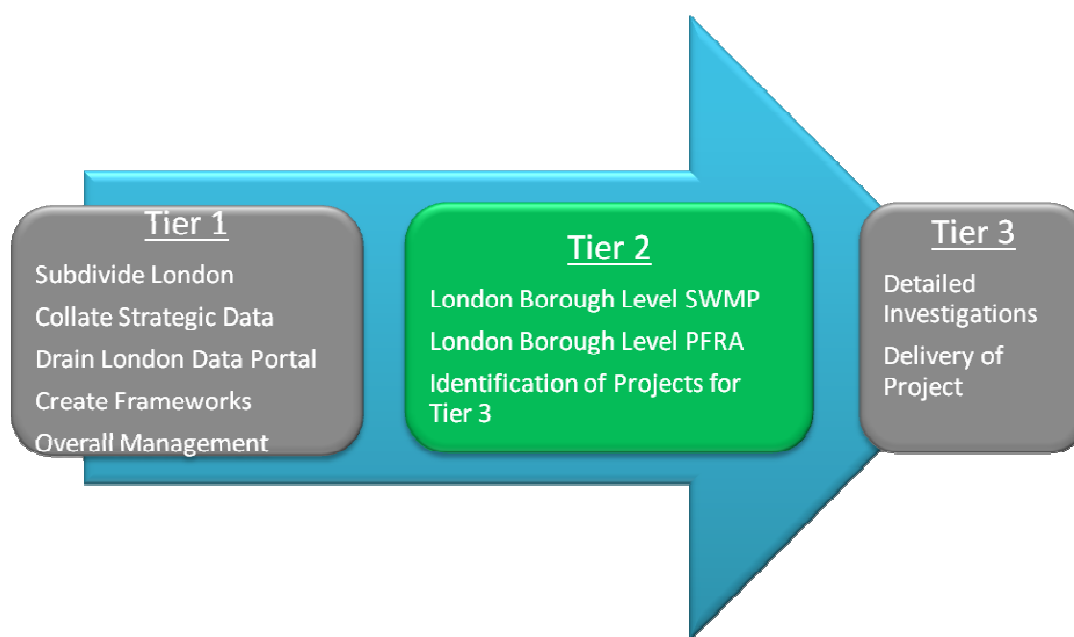 Tier 1
Subdivide London
Collate Strategic Data
Drain London Data Portal
Create Frameworks
Overall Management
Tier 2
London Borough Level SWMP
London Borough Level PFRA
Identification of Projects for
Tier 3
Tier 3
Detailed
Investigations
Delivery of
Project